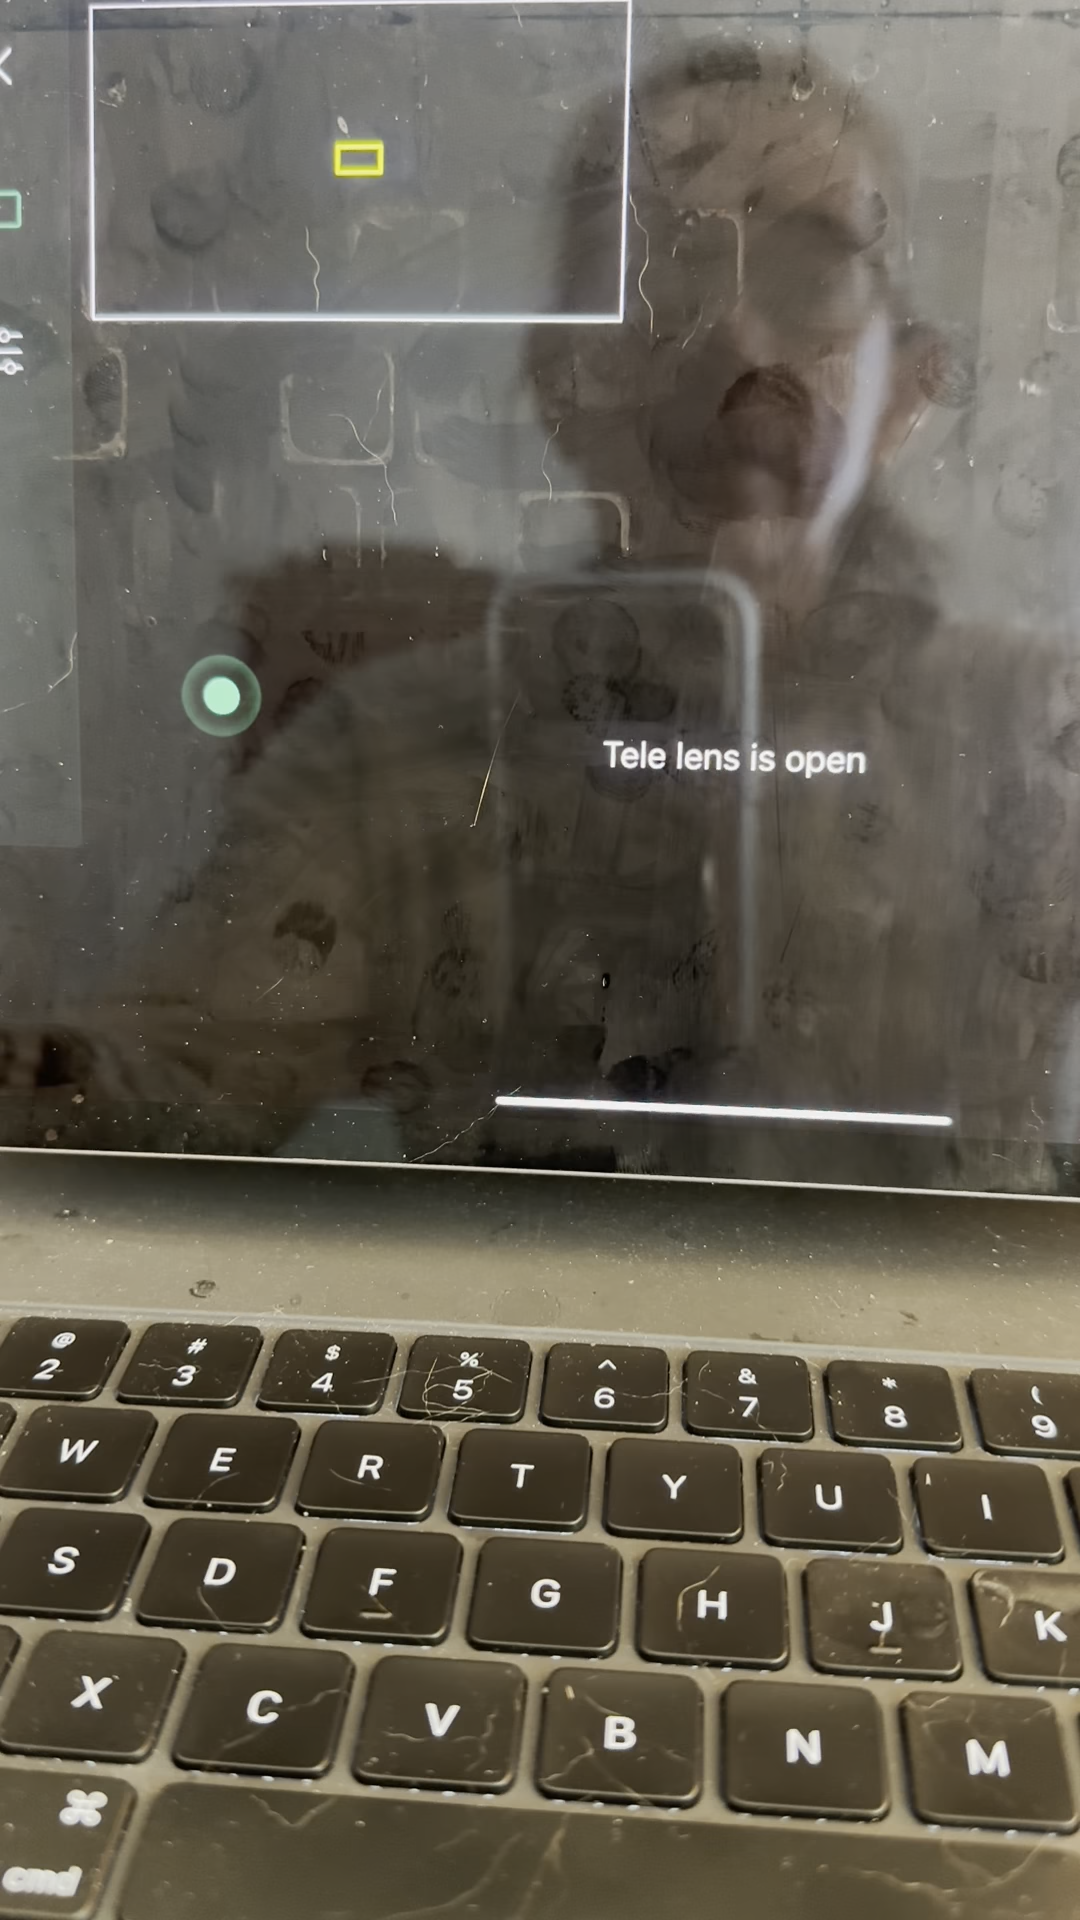 Tele lens is open
@ # $ % ^ & * (
2 3 4 5 6 7 8 9
W E R T Y U I
S D F G H J K
X C V B N M
⌘
cmd